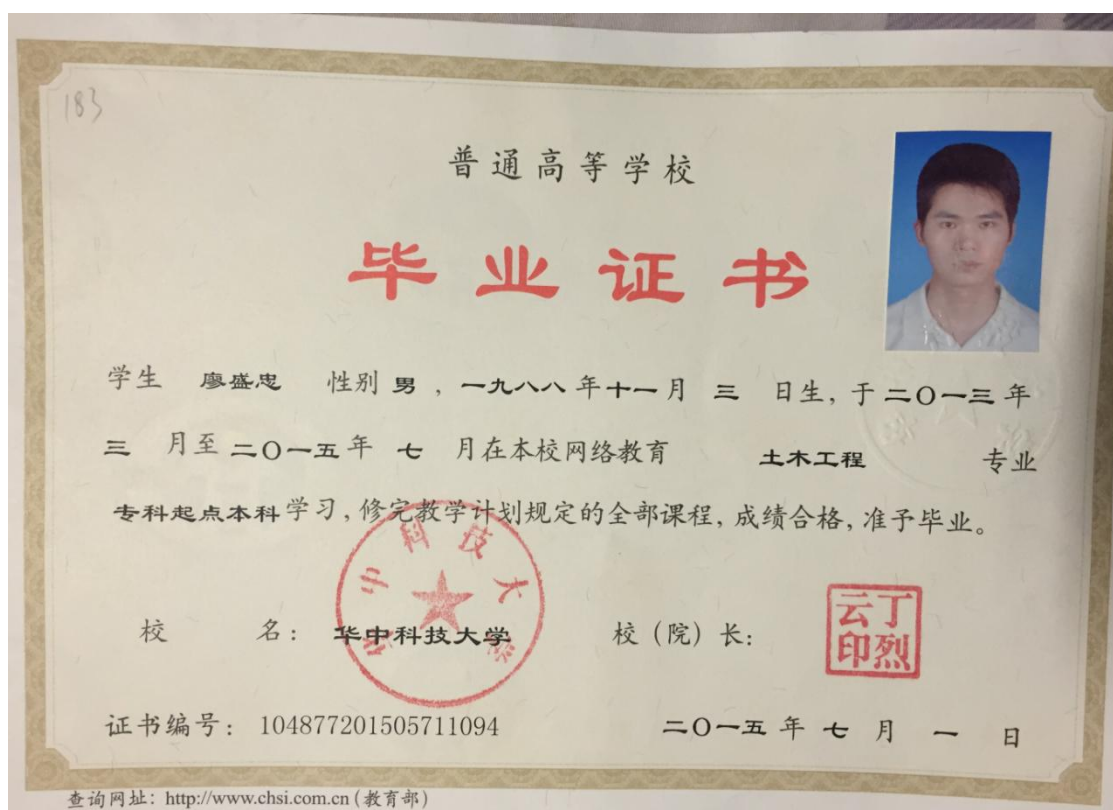 183
普通高等学校
毕业证书
学生 廖盛忠 性别 男，一九八八年十一月 三 日生，于二〇一三年
三 月至二〇一五年 七 月在本校网络教育 土木工程 专业
专科起点本科学习，修完教学计划规定的全部课程，成绩合格，准予毕业。
华中科技大学
校 名： 华中科技大学 校（院）长： 丁烈云印
证书编号：104877201505711094 二〇一五年 七 月 一 日
查询网址：http://www.chsi.com.cn（教育部）